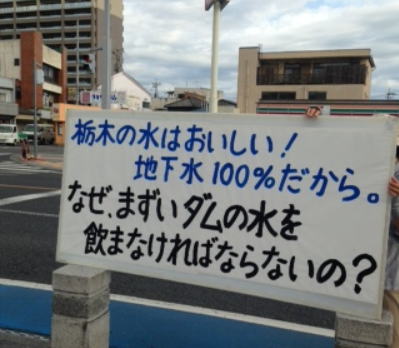 栃木の水はおいしい！
地下水100%だから。
なぜ、まずいダムの水を
飲まなければならないの？